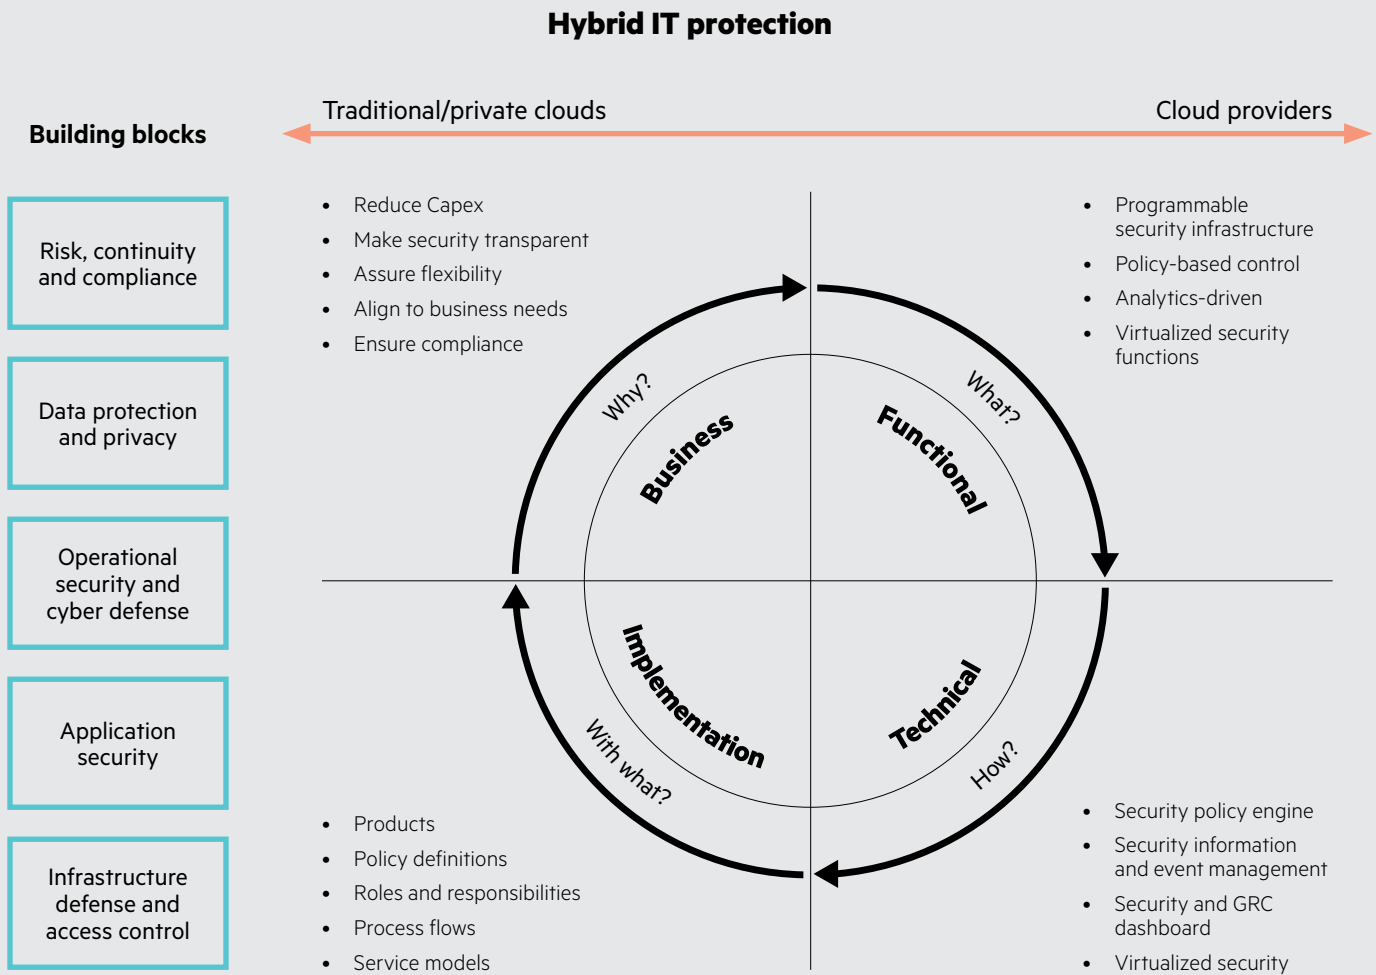 Hybrid IT protection
Building blocks
Traditional/private clouds
Cloud providers
Risk, continuity
and compliance
Data protection
and privacy
Operational
security and
cyber defense
Application
security
Infrastructure
defense and
access control
• Reduce Capex
• Make security transparent
• Assure flexibility
• Align to business needs
• Ensure compliance
• Programmable
security infrastructure
• Policy-based control
• Analytics-driven
• Virtualized security
functions
Why?
Business
What?
Functional
Implementation
With what?
Technical
How?
• Products
• Policy definitions
• Roles and responsibilities
• Process flows
• Service models
• Security policy engine
• Security information
and event management
• Security and GRC
dashboard
• Virtualized security